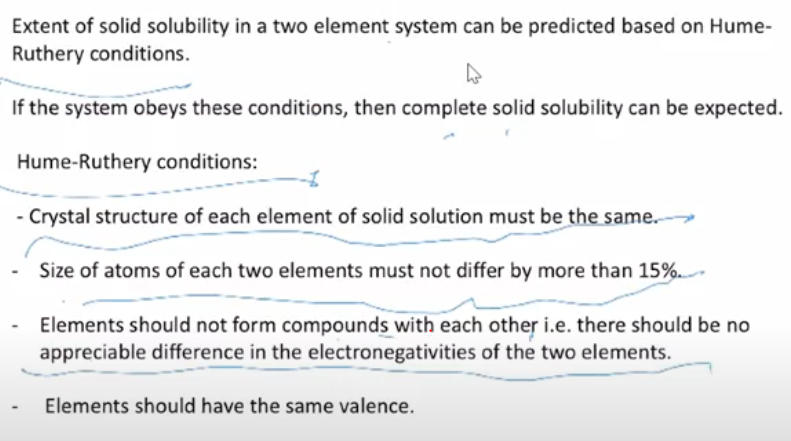 Extent of solid solubility in a two element system can be predicted based on Hume-
Ruthery conditions.
If the system obeys these conditions, then complete solid solubility can be expected.
Hume-Ruthery conditions:
- Crystal structure of each element of solid solution must be the same.
- Size of atoms of each two elements must not differ by more than 15%.
- Elements should not form compounds with each other i.e. there should be no
appreciable difference in the electronegativities of the two elements.
- Elements should have the same valence.